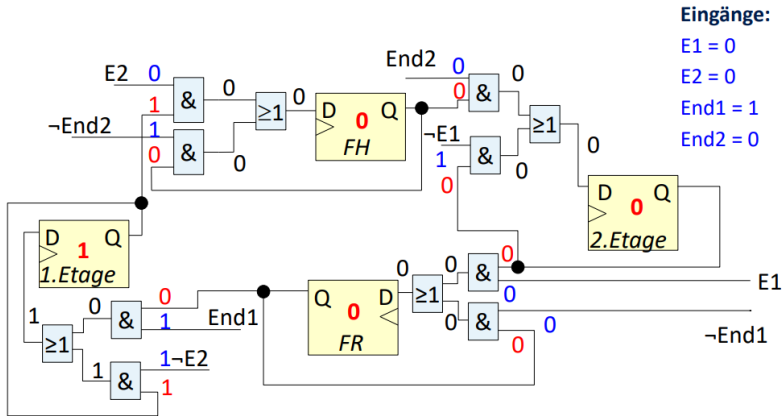 Eingänge:
E1 = 0
E2 = 0
End1 = 1
End2 = 0
E2 0
1
& 0
¬End2 1
0
& 0
≥1 0
D Q
0
FH
End2 0
0
& 0
¬E1
1
0
& 0
≥1
0
D Q
0
2.Etage
D Q
1
1.Etage
1
≥1
0 & 0
1 End1
1 & 1 ¬E2
1
Q D
0
FR
0
≥1
0 & 0
0 E1
0 & 0
0
¬End1